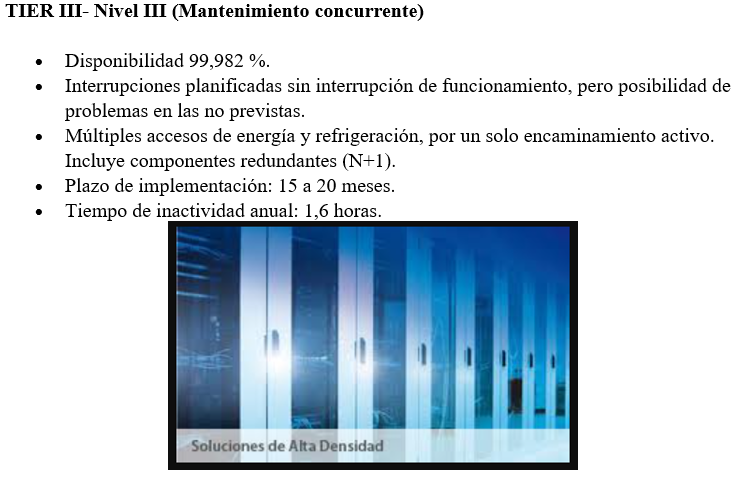 TIER III- Nivel III (Mantenimiento concurrente)
• Disponibilidad 99,982 %.
• Interrupciones planificadas sin interrupción de funcionamiento, pero posibilidad de
problemas en las no previstas.
• Múltiples accesos de energía y refrigeración, por un solo encaminamiento activo.
Incluye componentes redundantes (N+1).
• Plazo de implementación: 15 a 20 meses.
• Tiempo de inactividad anual: 1,6 horas.
Soluciones de Alta Densidad